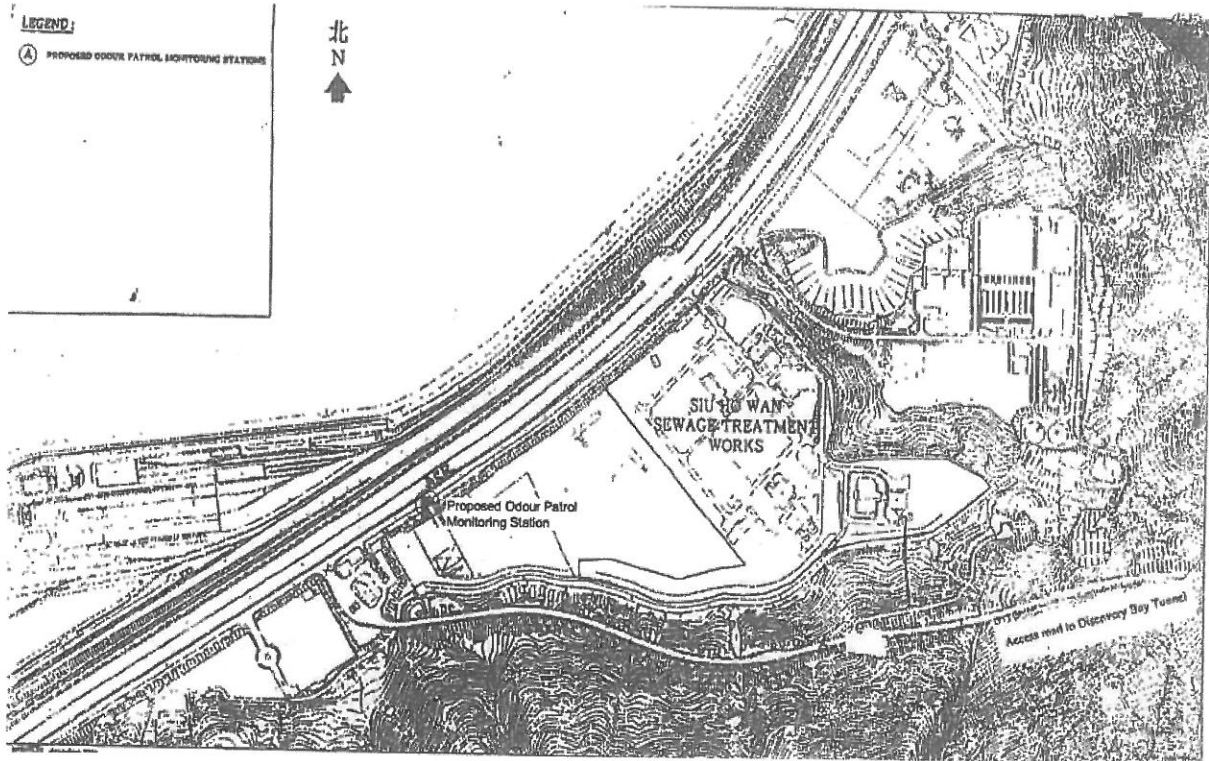 LEGEND:
A PROPOSED ODOUR PATROL MONITORING STATIONS
北
N
SIU HO WAN
SEWAGE TREATMENT
WORKS
Proposed Odour Patrol
Monitoring Station
Access road to Discovery Bay Tunnel